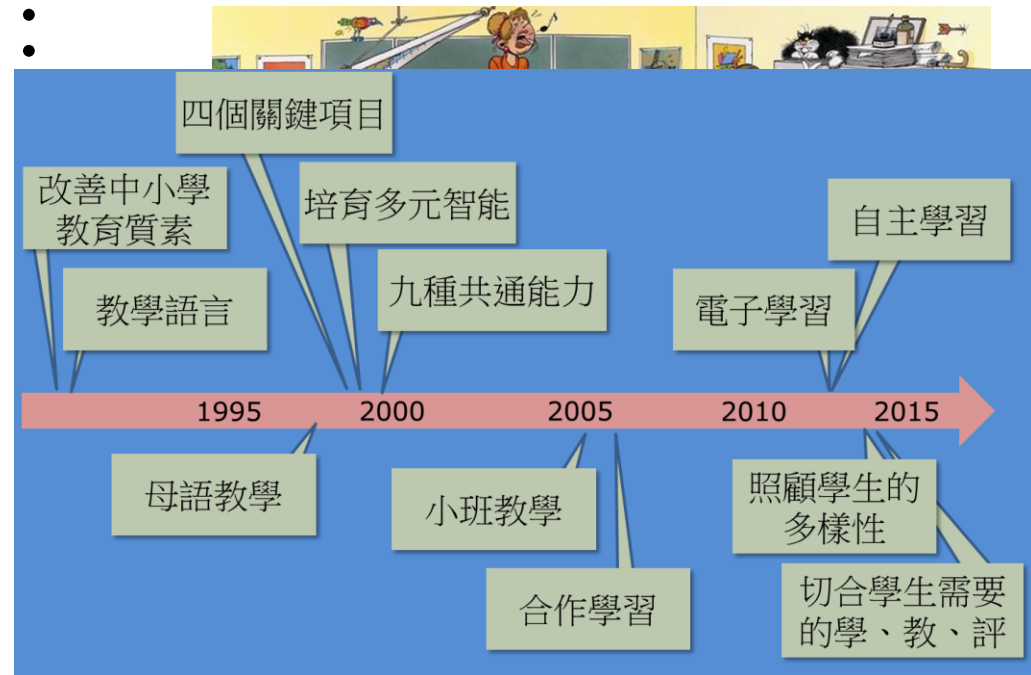 四個關鍵項目
改善中小學
教育質素
培育多元智能
自主學習
教學語言
九種共通能力
電子學習
1995
2000
2005
2010
2015
母語教學
小班教學
照顧學生的
多樣性
合作學習
切合學生需要
的學、教、評